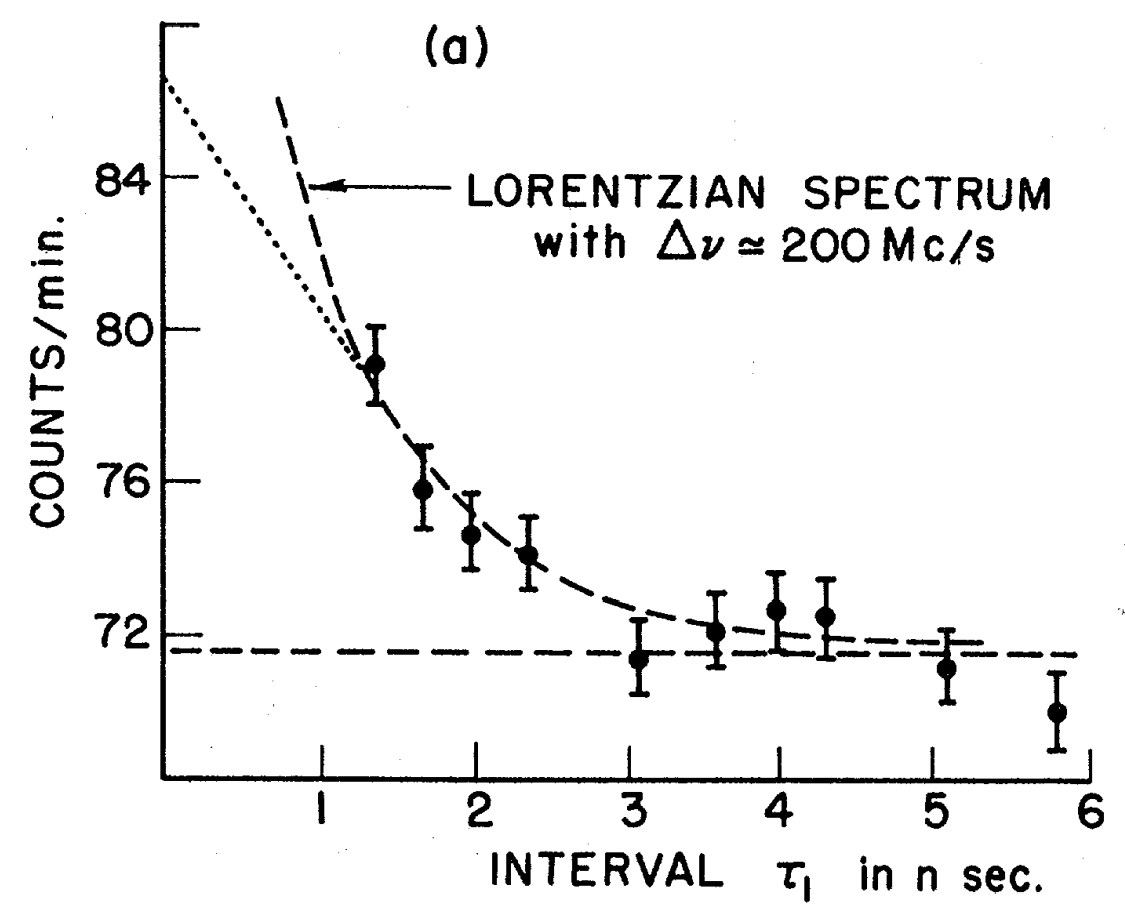 (a)
84
80
76
72
COUNTS/min.
LORENTZIAN SPECTRUM
with Δν ≃ 200 Mc/s
1 2 3 4 5 6
INTERVAL τ₁ in n sec.